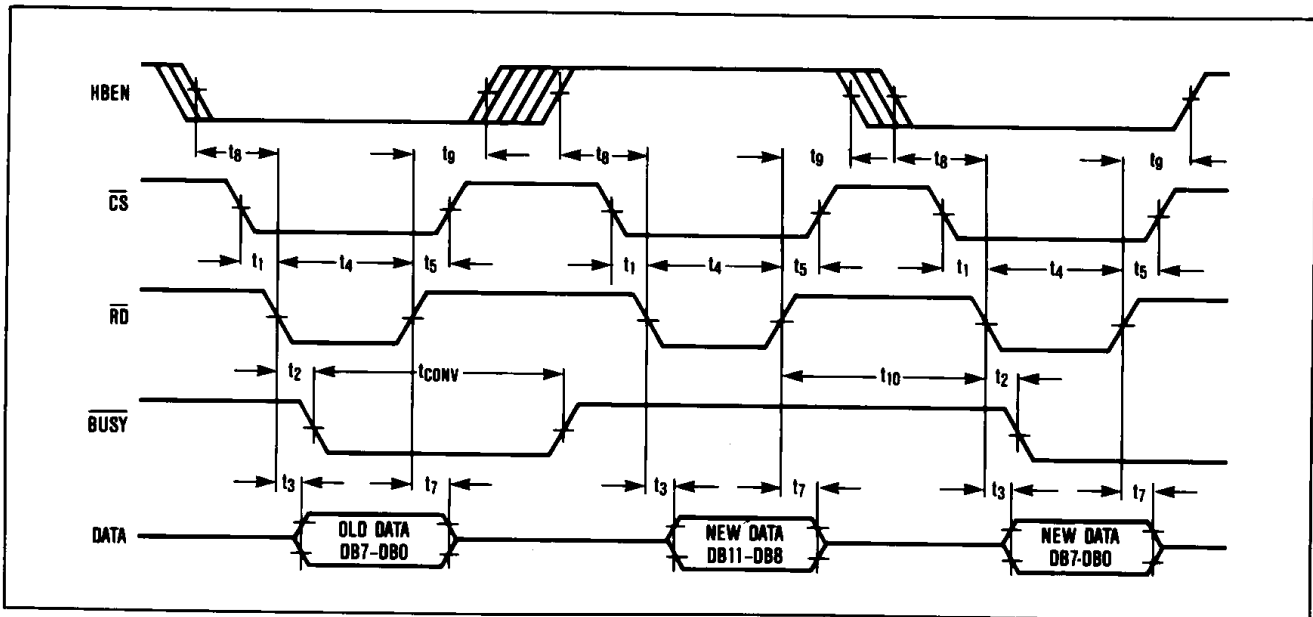 HBEN
t8 t9 t8 t9 t8 t9
CS
t1 t4 t5 t1 t4 t5 t1 t4 t5
RD
t2 tCONV t10 t2
BUSY
t3 t7 t3 t7 t3 t7
DATA
OLD DATA
DB7-DB0
NEW DATA
DB11-DB8
NEW DATA
DB7-DB0